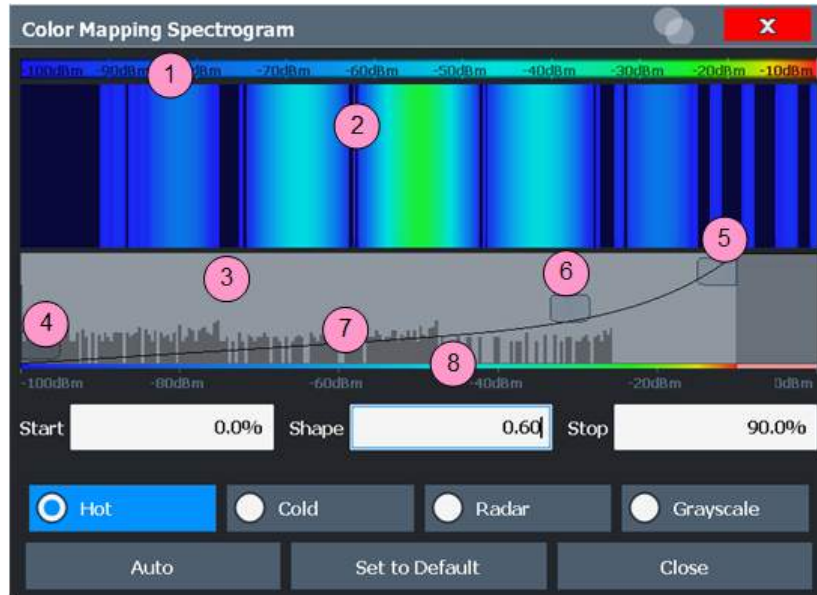 Color Mapping Spectrogram X
-100dBm -90dBm dBm -70dBm -60dBm -50dBm -40dBm -30dBm -20dBm -10dBm
1
2
5
3
6
4
7
8
-100dBm -80dBm -60dBm -40dBm -20dBm 0dBm
Start 0.0% Shape 0.60 Stop 90.0%
Hot Cold Radar Grayscale
Auto Set to Default Close